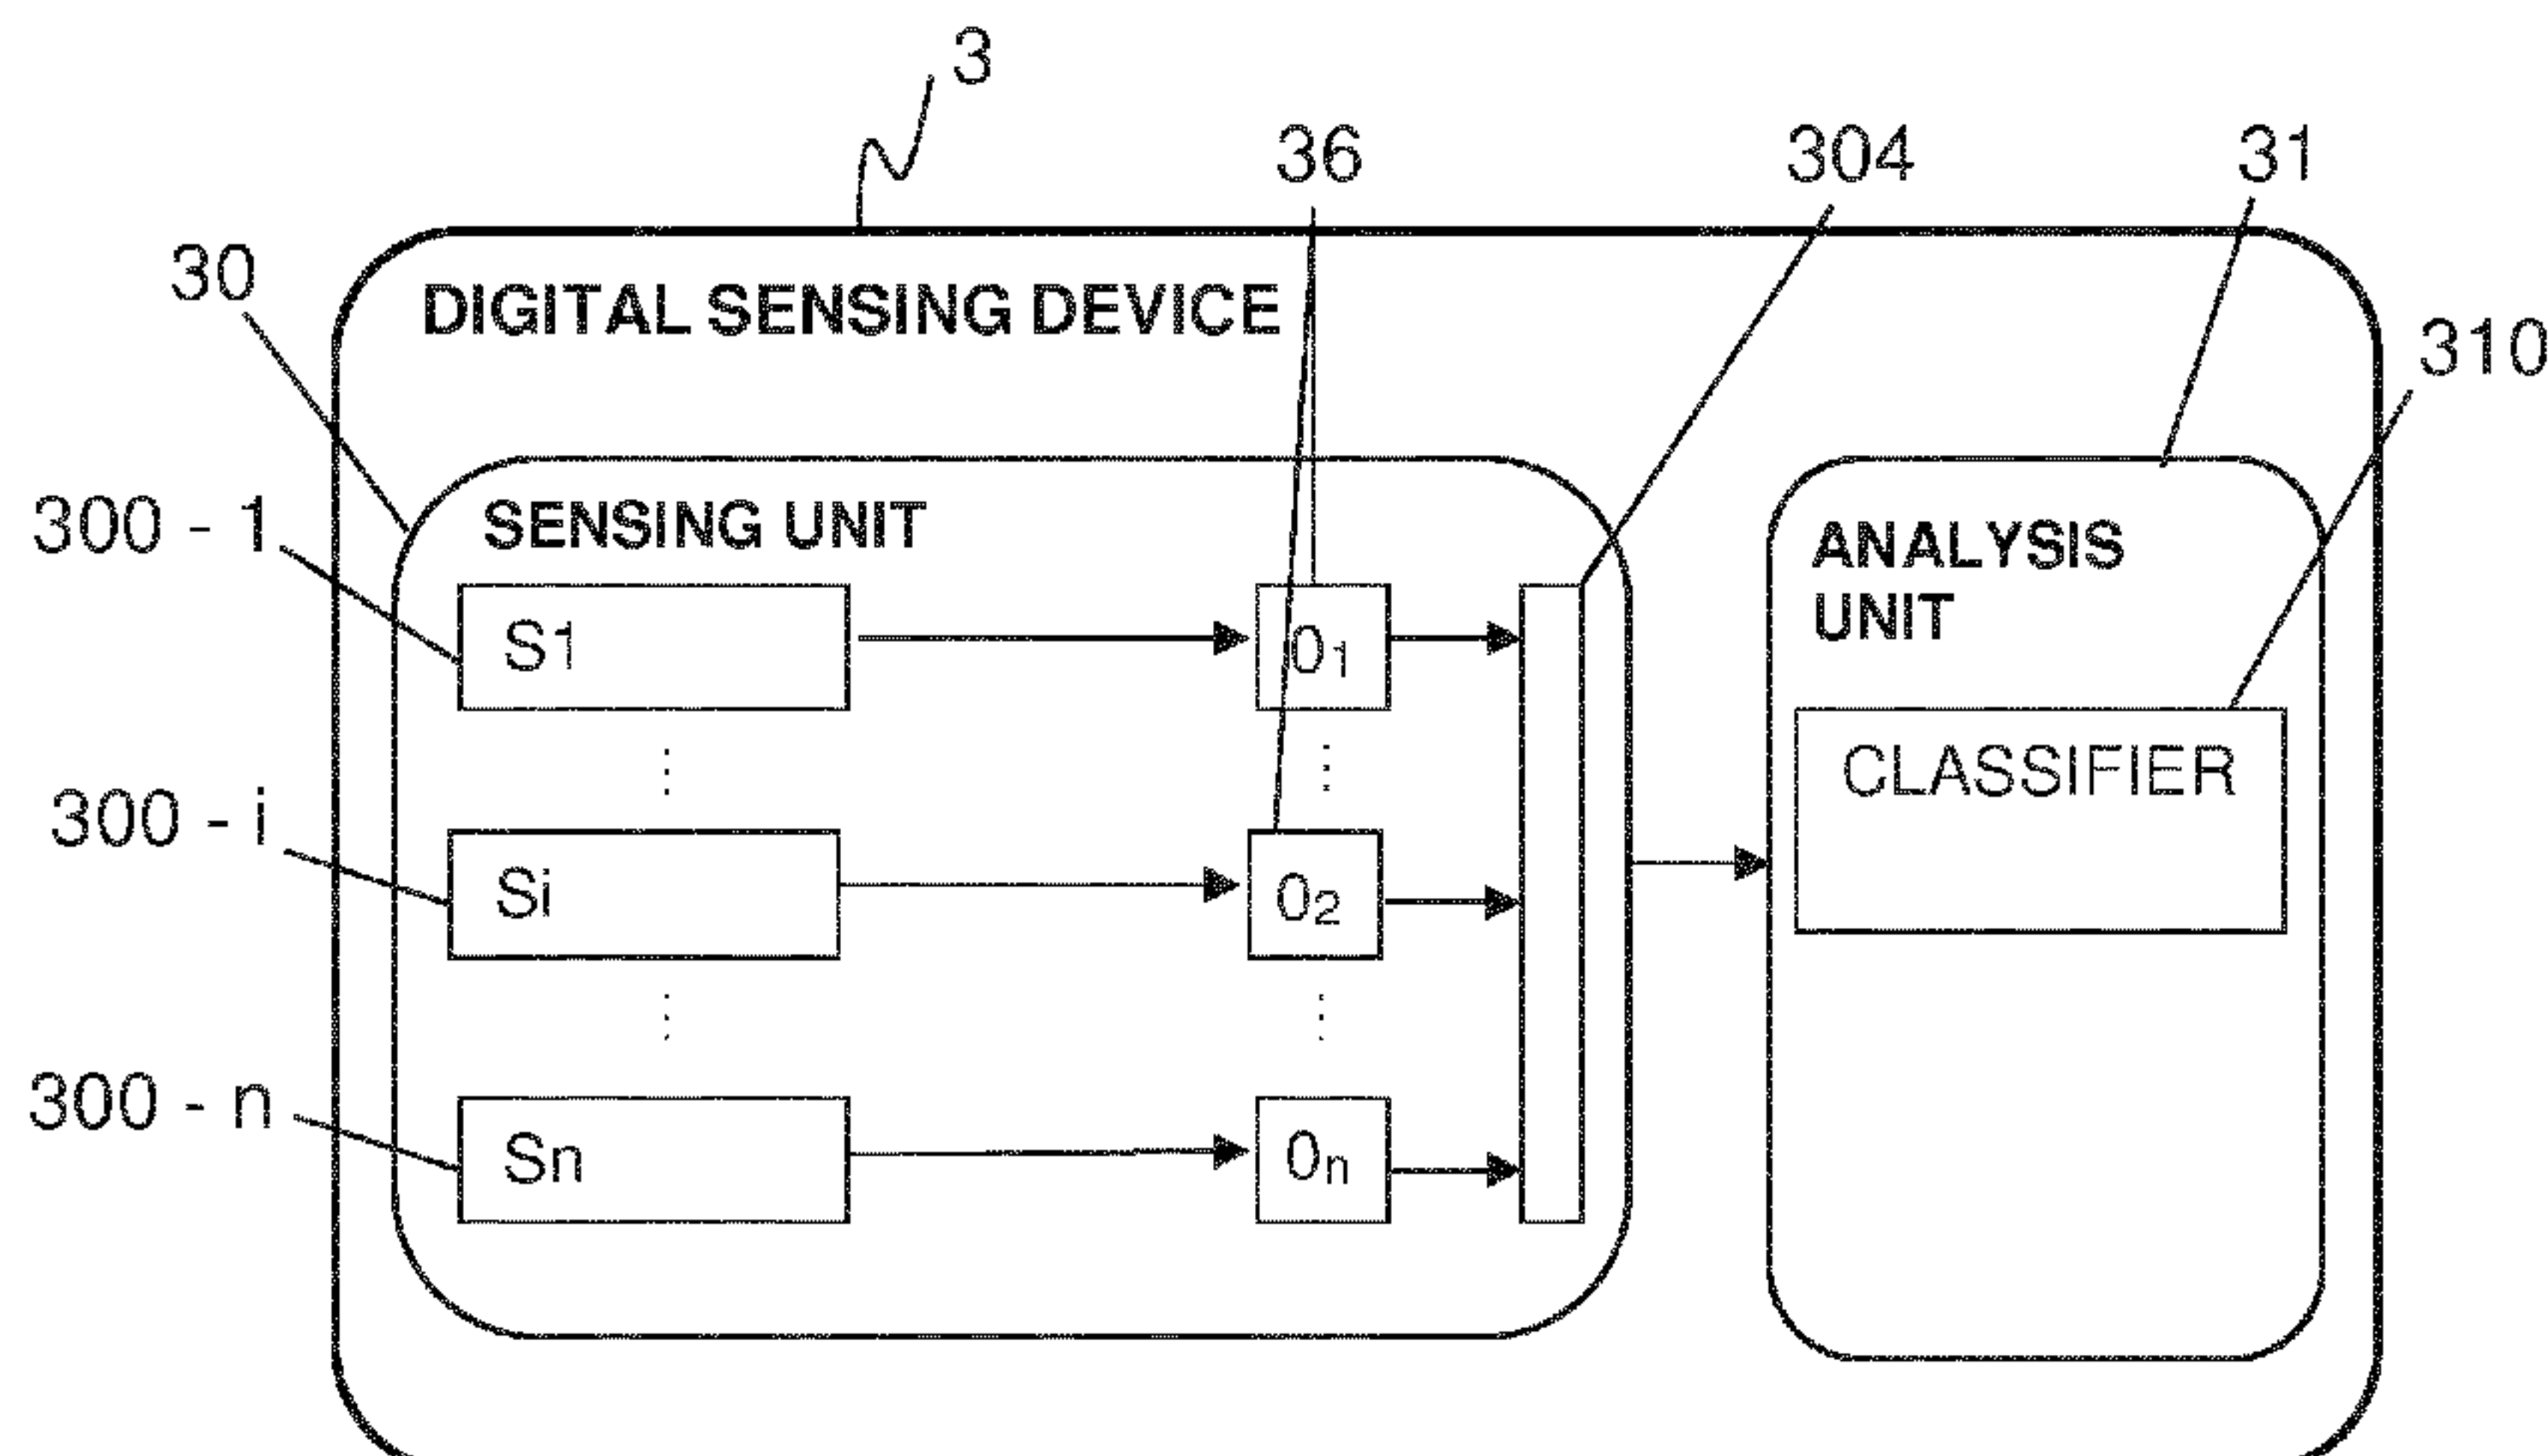 3
36
304
31
30
DIGITAL SENSING DEVICE
310
300 - 1
SENSING UNIT
ANALYSIS
UNIT
S1
0₁
CLASSIFIER
300 - i
Si
0₂
300 - n
Sn
0ₙ